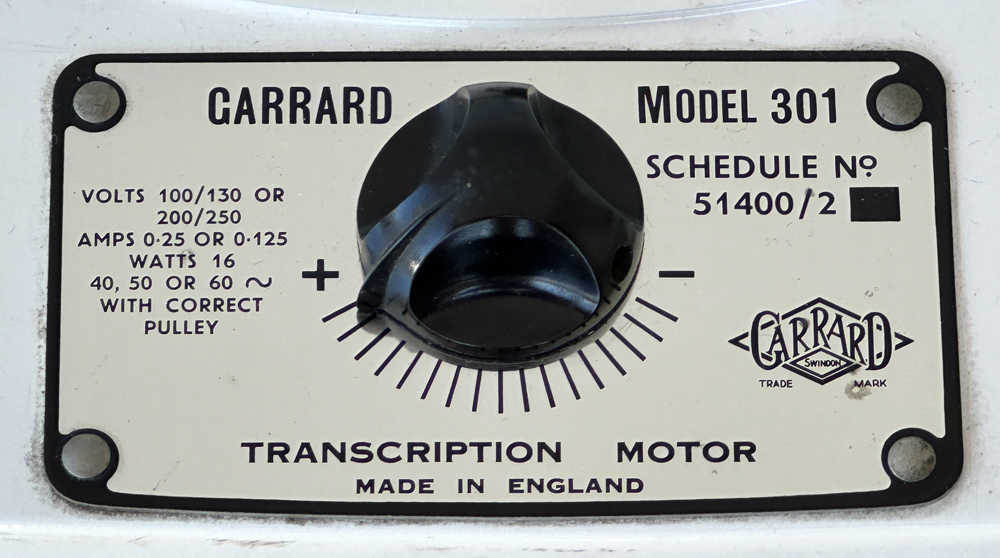 GARRARD
MODEL 301
SCHEDULE Nº
51400/2
VOLTS 100/130 OR
200/250
AMPS 0·25 OR 0·125
WATTS 16
40, 50 OR 60 ~
WITH CORRECT
PULLEY
+
−
GARRARD
SWINDON
TRADE MARK
TRANSCRIPTION MOTOR
MADE IN ENGLAND